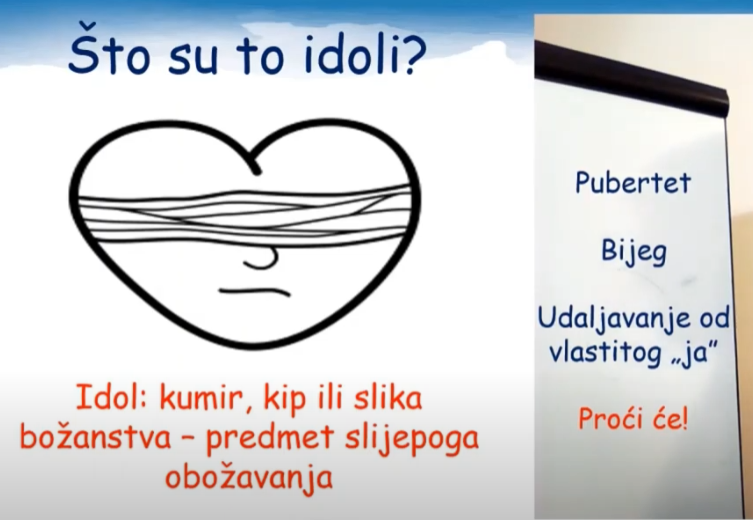 Što su to idoli?
Idol: kumir, kip ili slika
božanstva – predmet slijepoga
obožavanja
Pubertet
Bijeg
Udaljavanje od
vlastitog „ja”
Proći će!